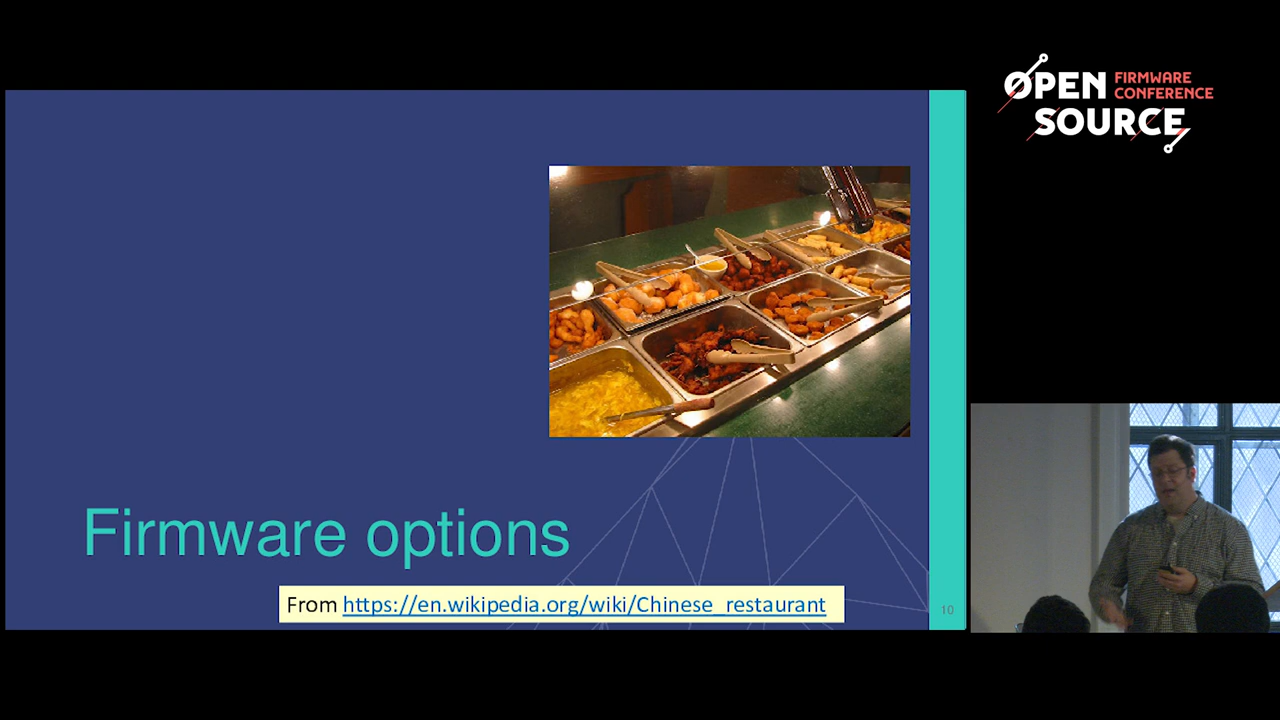 OPEN FIRMWARE
CONFERENCE
SOURCE
Firmware options
From https://en.wikipedia.org/wiki/Chinese_restaurant
10